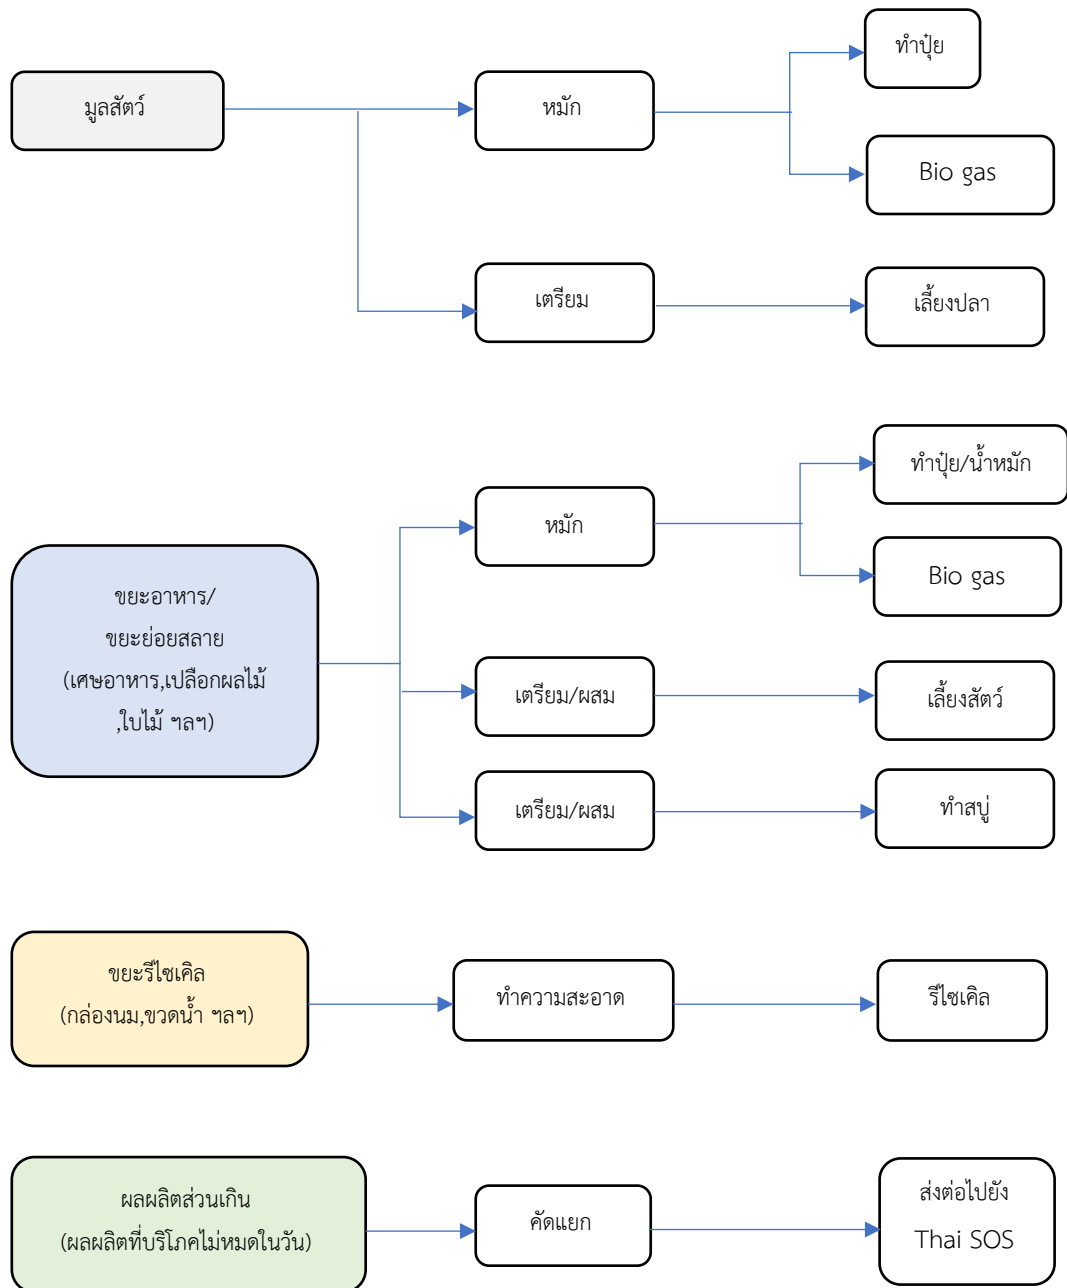 มูลสัตว์
หมัก
ทำปุ๋ย
Bio gas
เตรียม
เลี้ยงปลา
ขยะอาหาร/
ขยะย่อยสลาย
(เศษอาหาร,เปลือกผลไม้
,ใบไม้ ฯลฯ)
หมัก
ทำปุ๋ย/น้ำหมัก
Bio gas
เตรียม/ผสม
เลี้ยงสัตว์
เตรียม/ผสม
ทำสบู่
ขยะรีไซเคิล
(กล่องนม,ขวดน้ำ ฯลฯ)
ทำความสะอาด
รีไซเคิล
ผลผลิตส่วนเกิน
(ผลผลิตที่บริโภคไม่หมดในวัน)
คัดแยก
ส่งต่อไปยัง
Thai SOS